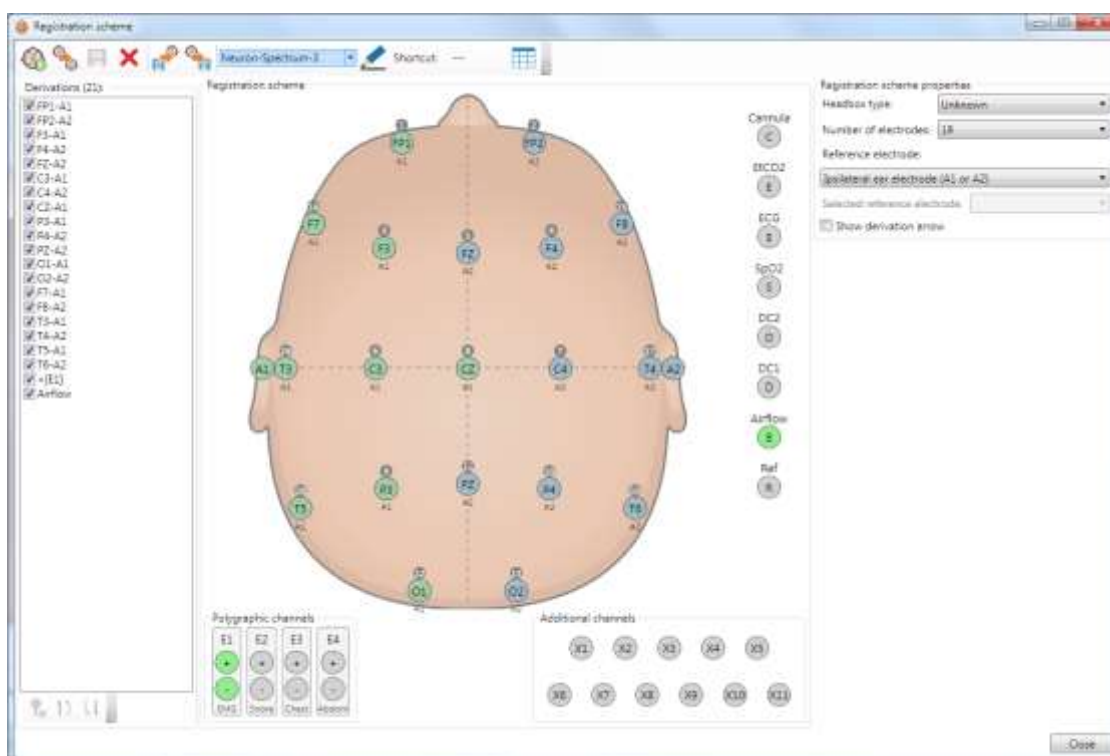 Registration scheme
Neuron-Spectrum-3
Shortcut: ---
Derivations (21):
FP1-A1
FP2-A2
F3-A1
F4-A2
FZ-A2
C3-A1
C4-A2
CZ-A1
P3-A1
P4-A2
PZ-A2
O1-A1
O2-A2
F7-A1
F8-A2
T3-A1
T4-A2
T5-A1
T6-A2
+(E1)
Airflow
Registration scheme
FP1 FP2
A1
F7 F8
F3 FZ F4
A1 A2 A2
A1 T3 C3 CZ C4 T4 A2
T5 P3 PZ P4 T6
O1 O2
Cannula
C
EtCO2
E
ECG
E
SpO2
S
DC2
D
DC1
D
Airflow
B
Ref
R
Polygraphic channels
E1 E2 E3 E4
+ + + +
- - - -
EMG Snore Chest Abdom
Additional channels
X1 X2 X3 X4 X5
X6 X7 X8 X9 X10 X11
Registration scheme properties
Headbox type: Unknown
Number of electrodes: 19
Reference electrode:
Ipsilateral ear electrode (A1 or A2)
Selected reference electrode:
Show derivation arrow
Close